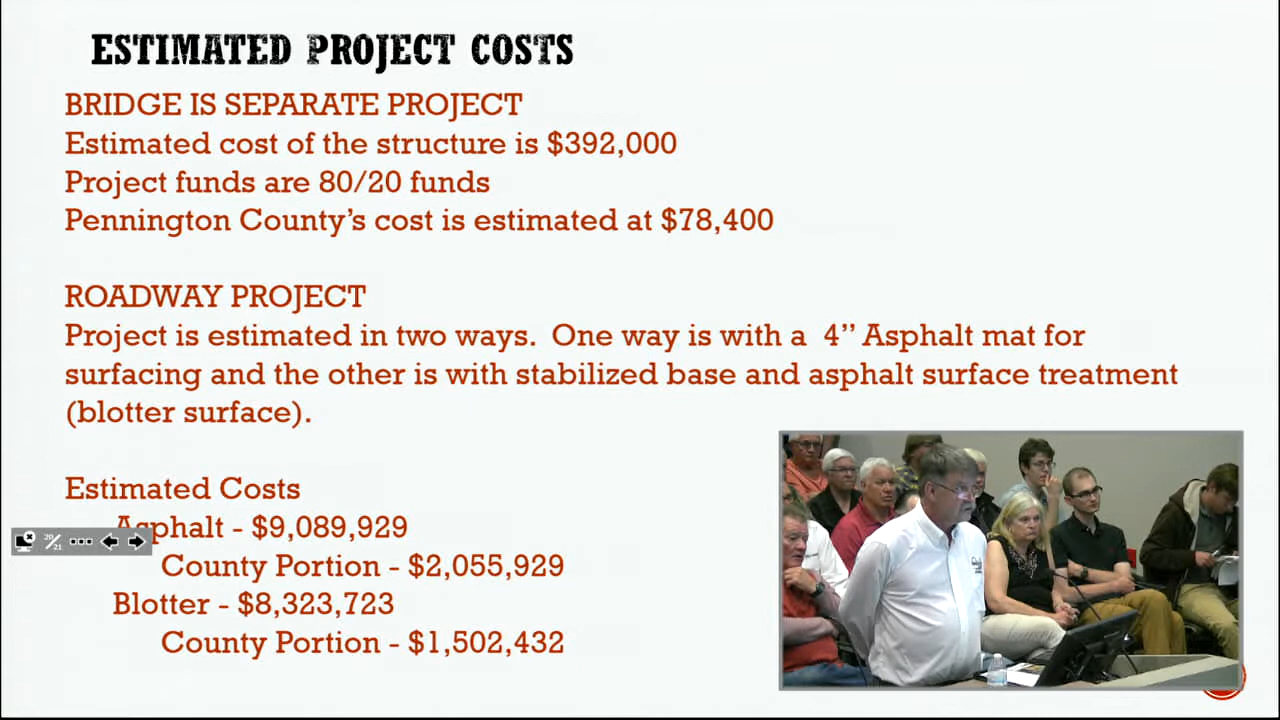 ESTIMATED PROJECT COSTS
BRIDGE IS SEPARATE PROJECT
Estimated cost of the structure is $392,000
Project funds are 80/20 funds
Pennington County's cost is estimated at $78,400
ROADWAY PROJECT
Project is estimated in two ways.  One way is with a  4” Asphalt mat for
surfacing and the other is with stabilized base and asphalt surface treatment
(blotter surface).
Estimated Costs
Asphalt - $9,089,929
County Portion - $2,055,929
Blotter - $8,323,723
County Portion - $1,502,432
20/21